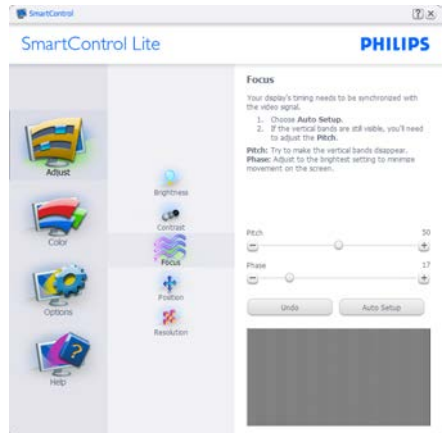 SmartControl
SmartControl Lite
PHILIPS
Adjust
Color
Options
Help
Brightness
Contrast
Focus
Position
Resolution
Focus
Your display's timing needs to be synchronized with
the video signal.
1. Choose Auto Setup.
2. If the vertical bands are still visible, you'll need
to adjust the Pitch.
Pitch: Try to make the vertical bands disappear.
Phase: Adjust to the brightest setting to minimize
movement on the screen.
Pitch 50
Phase 17
Undo Auto Setup